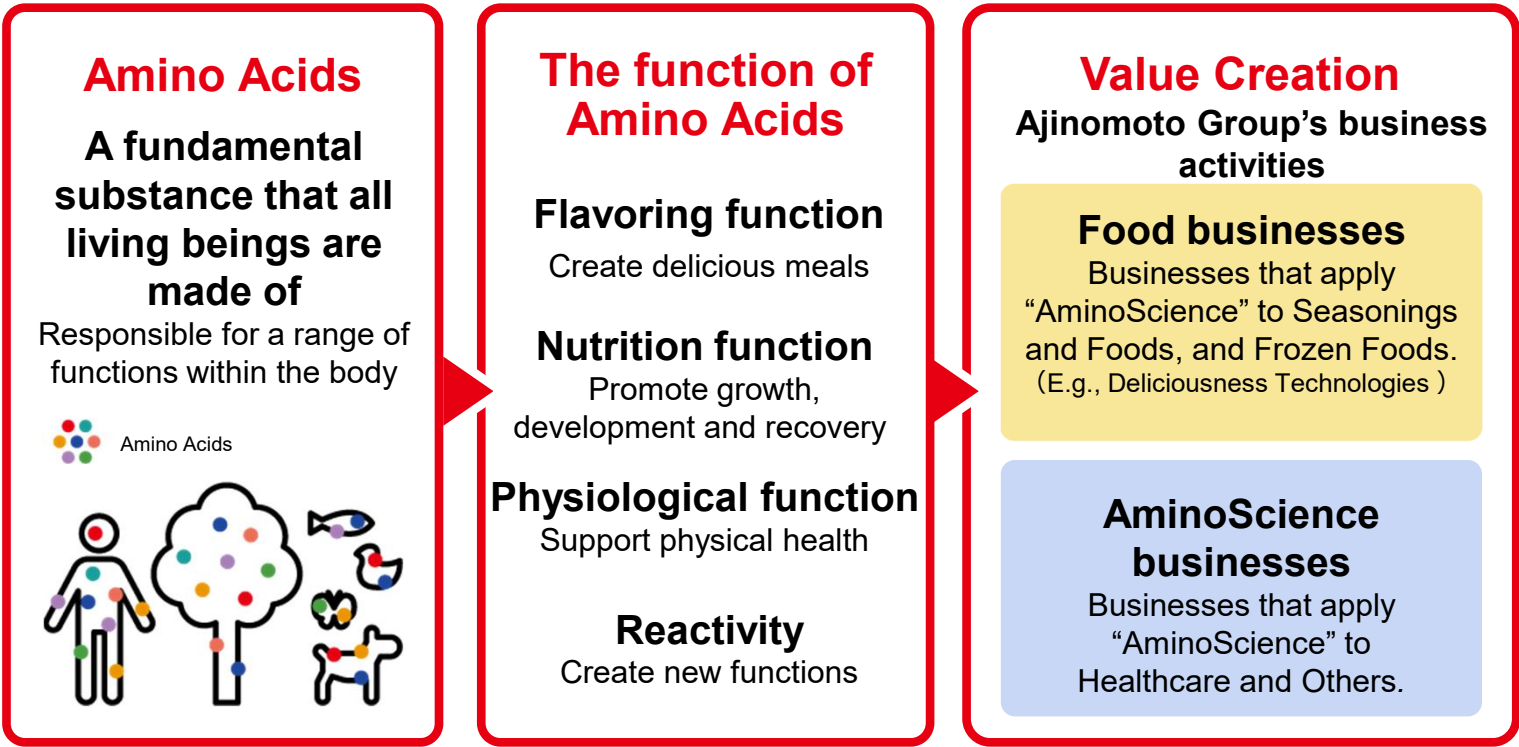 Amino Acids
A fundamental
substance that all
living beings are
made of
Responsible for a range of
functions within the body
Amino Acids
The function of
Amino Acids
Flavoring function
Create delicious meals
Nutrition function
Promote growth,
development and recovery
Physiological function
Support physical health
Reactivity
Create new functions
Value Creation
Ajinomoto Group’s business
activities
Food businesses
Businesses that apply
“AminoScience” to Seasonings
and Foods, and Frozen Foods.
（E.g., Deliciousness Technologies ）
AminoScience
businesses
Businesses that apply
“AminoScience” to
Healthcare and Others.